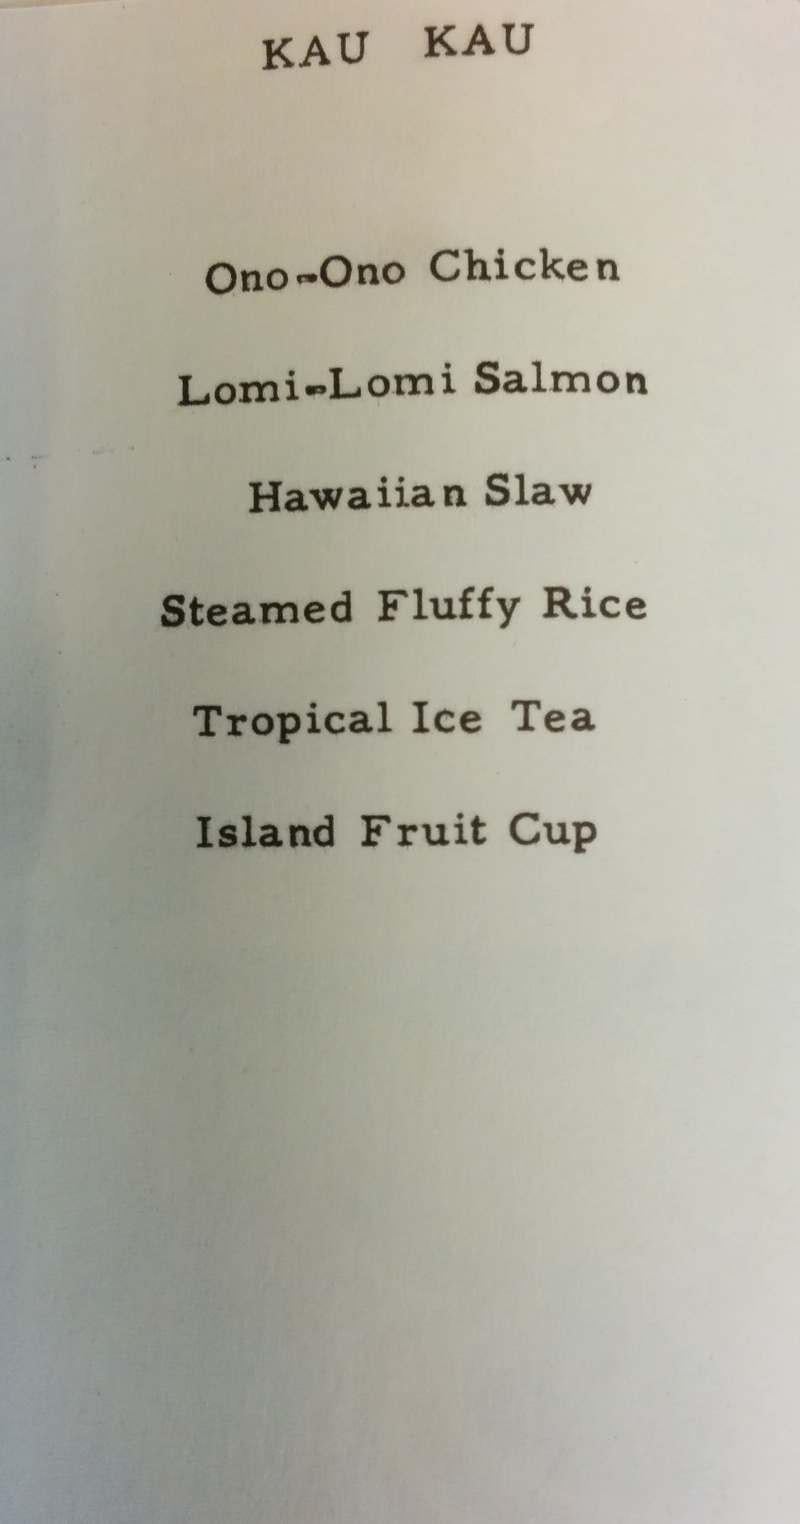 KAU KAU
Ono-Ono Chicken
Lomi-Lomi Salmon
Hawaiian Slaw
Steamed Fluffy Rice
Tropical Ice Tea
Island Fruit Cup